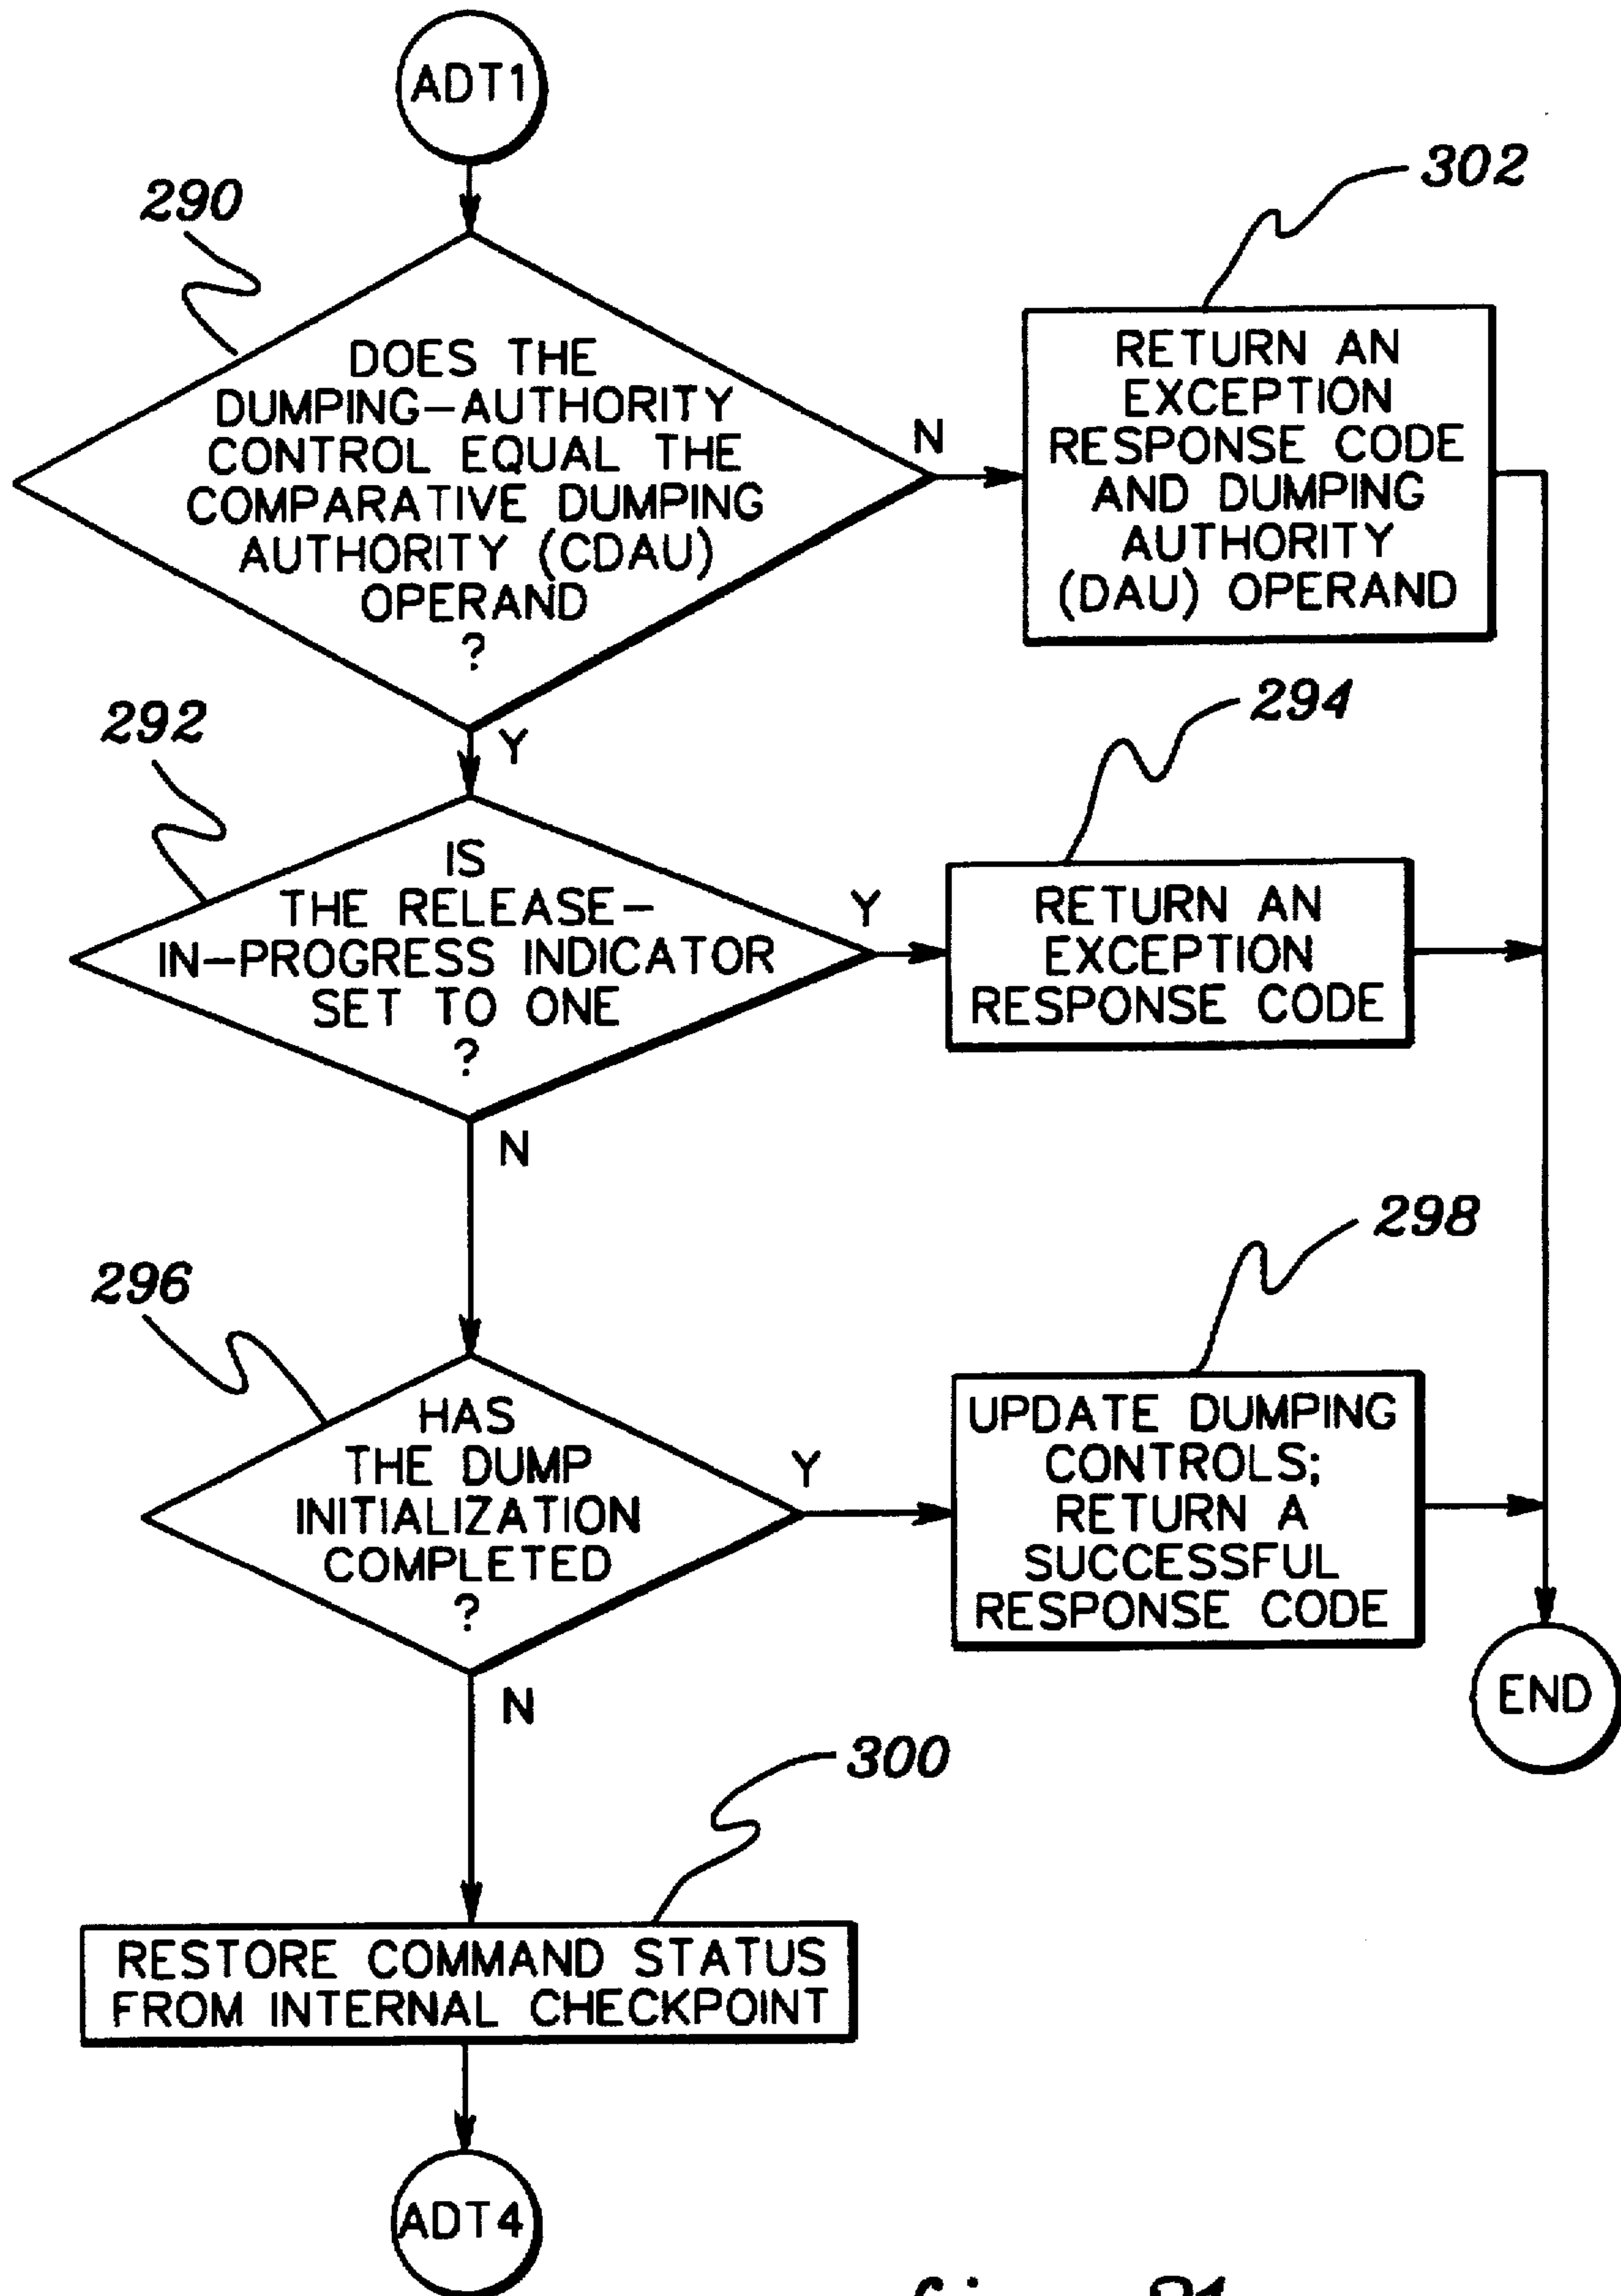 ADT1
290
DOES THE
DUMPING-AUTHORITY
CONTROL EQUAL THE
COMPARATIVE DUMPING
AUTHORITY (CDAU)
OPERAND
?
N
302
RETURN AN
EXCEPTION
RESPONSE CODE
AND DUMPING
AUTHORITY
(DAU) OPERAND
Y
292
IS
THE RELEASE-
IN-PROGRESS INDICATOR
SET TO ONE
?
Y
294
RETURN AN
EXCEPTION
RESPONSE CODE
N
296
HAS
THE DUMP
INITIALIZATION
COMPLETED
?
Y
298
UPDATE DUMPING
CONTROLS;
RETURN A
SUCCESSFUL
RESPONSE CODE
END
N
300
RESTORE COMMAND STATUS
FROM INTERNAL CHECKPOINT
ADT4